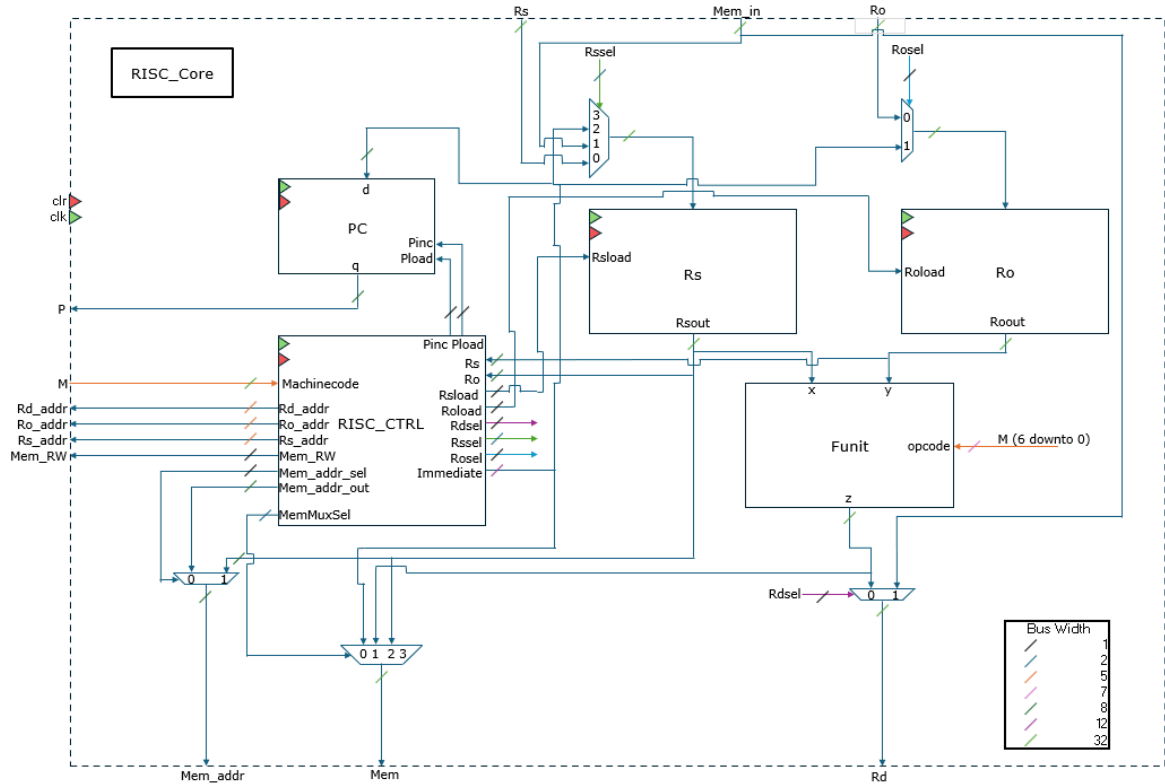 Rs
Mem_in
Ro
RISC_Core
Rssel
Rosel
3
2
1
0
0
1
clr
clk
d
PC
Pinc
Pload
q
Rsload
Rs
Rsout
Roload
Ro
Roout
P
Pinc Pload
M
Machinecode
Rs
Ro
Rsload
Roload
Rdsel
Rssel
Rosel
Immediate
RISC_CTRL
Rd_addr
Ro_addr
Rs_addr
Mem_RW
Rd_addr
Ro_addr
Rs_addr
Mem_RW
Mem_addr_sel
Mem_addr_out
MemMuxSel
x
y
Funit
opcode
M (6 downto 0)
z
0 1
Rdsel
0 1
0 1 2 3
Bus Width
1
2
5
7
8
12
32
Mem_addr
Mem
Rd